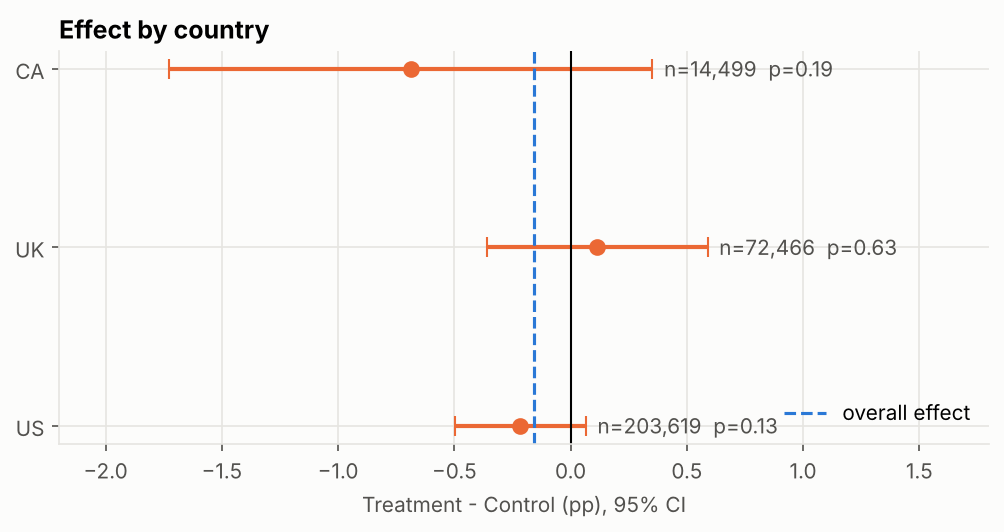 Effect by country
CA
n=14,499 p=0.19
UK
n=72,466 p=0.63
US
n=203,619 p=0.13
overall effect
−2.0 −1.5 −1.0 −0.5 0.0 0.5 1.0 1.5
Treatment - Control (pp), 95% CI